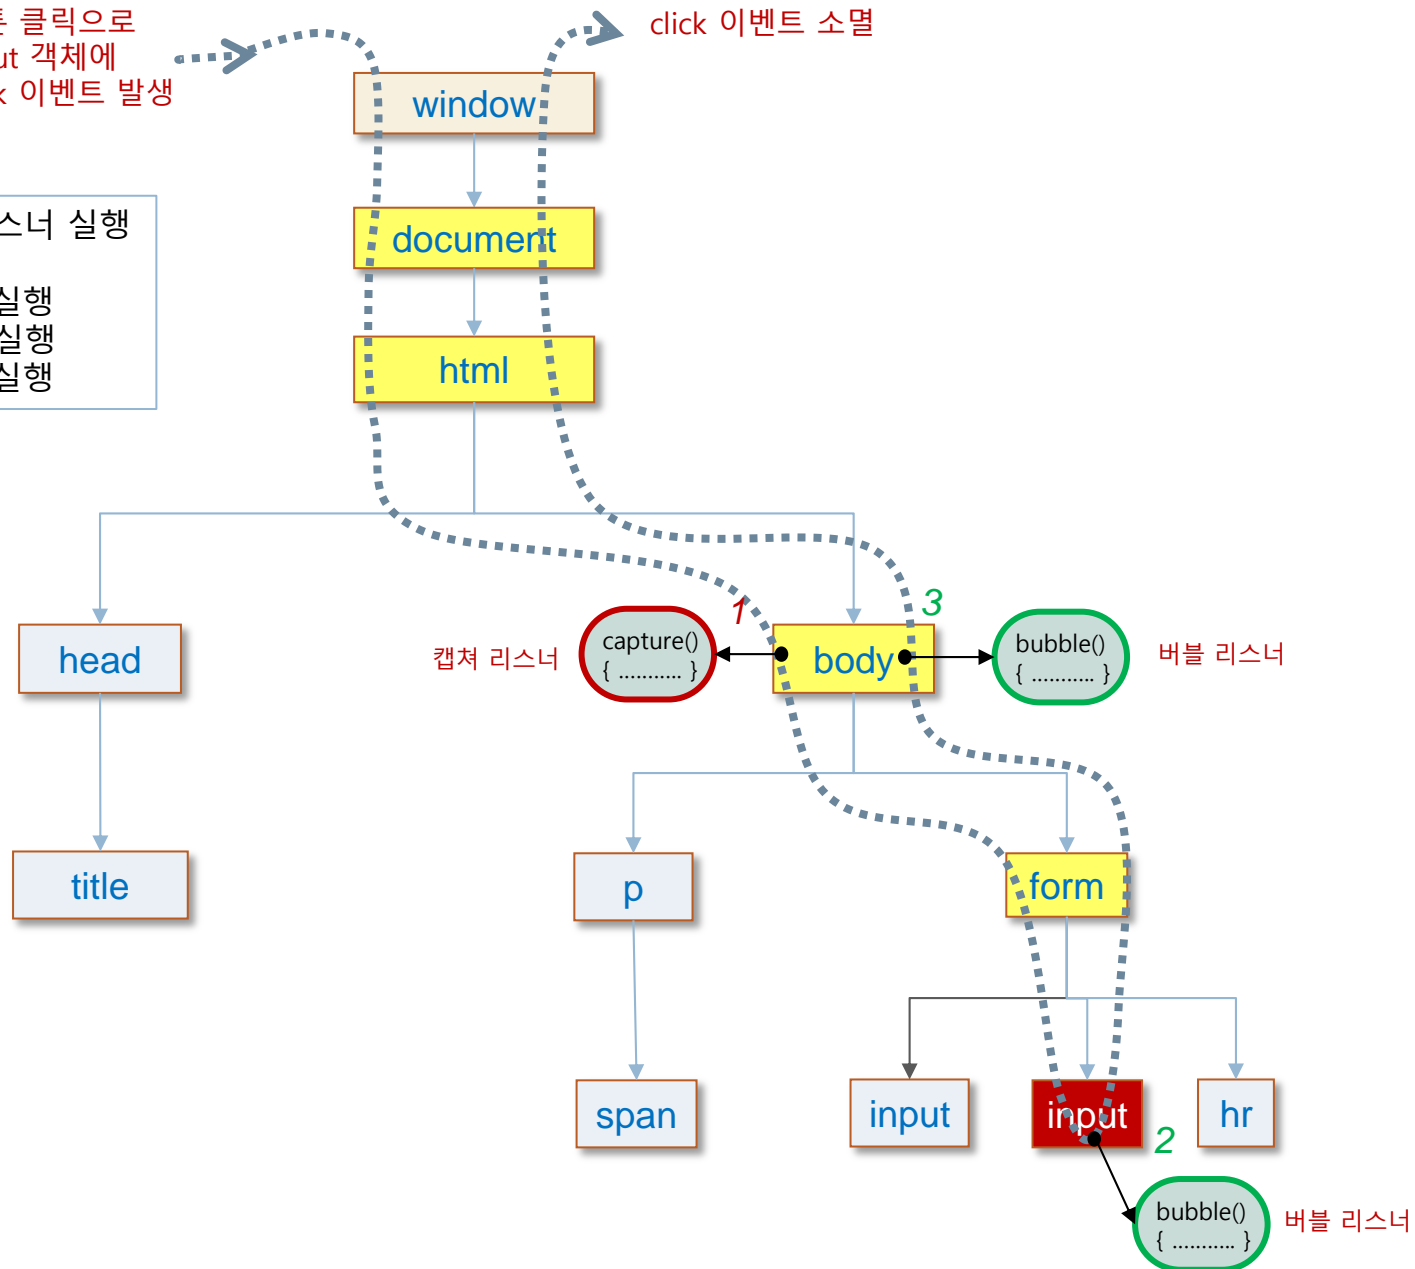 클릭으로
객체에
이벤트 발생
click 이벤트 소멸
window
실행
document
실행
실행
실행
html
head
캡쳐 리스너
capture()
{ ........... }
1
body
3
bubble()
{ ........... }
버블 리스너
title
p
form
span
input
input
hr
2
bubble()
{ ........... }
버블 리스너